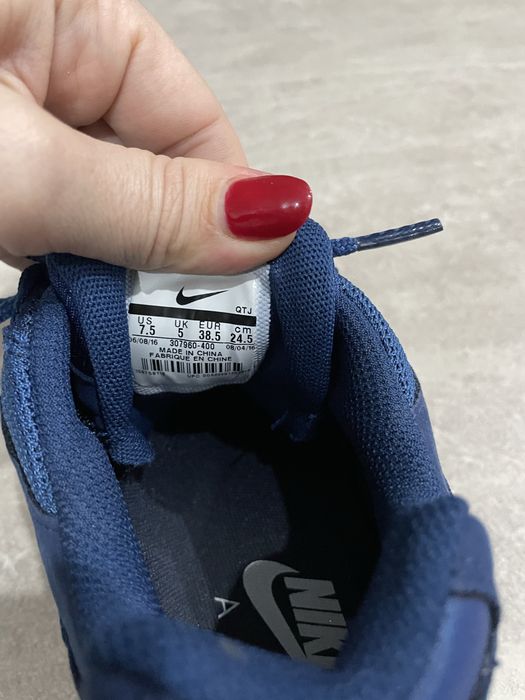 QTJ
US UK EUR cm
7.5 5 38.5 24.5
06/08/16 307960-400 08/04/16
MADE IN CHINA
FABRIQUE EN CHINE
NIKE
A